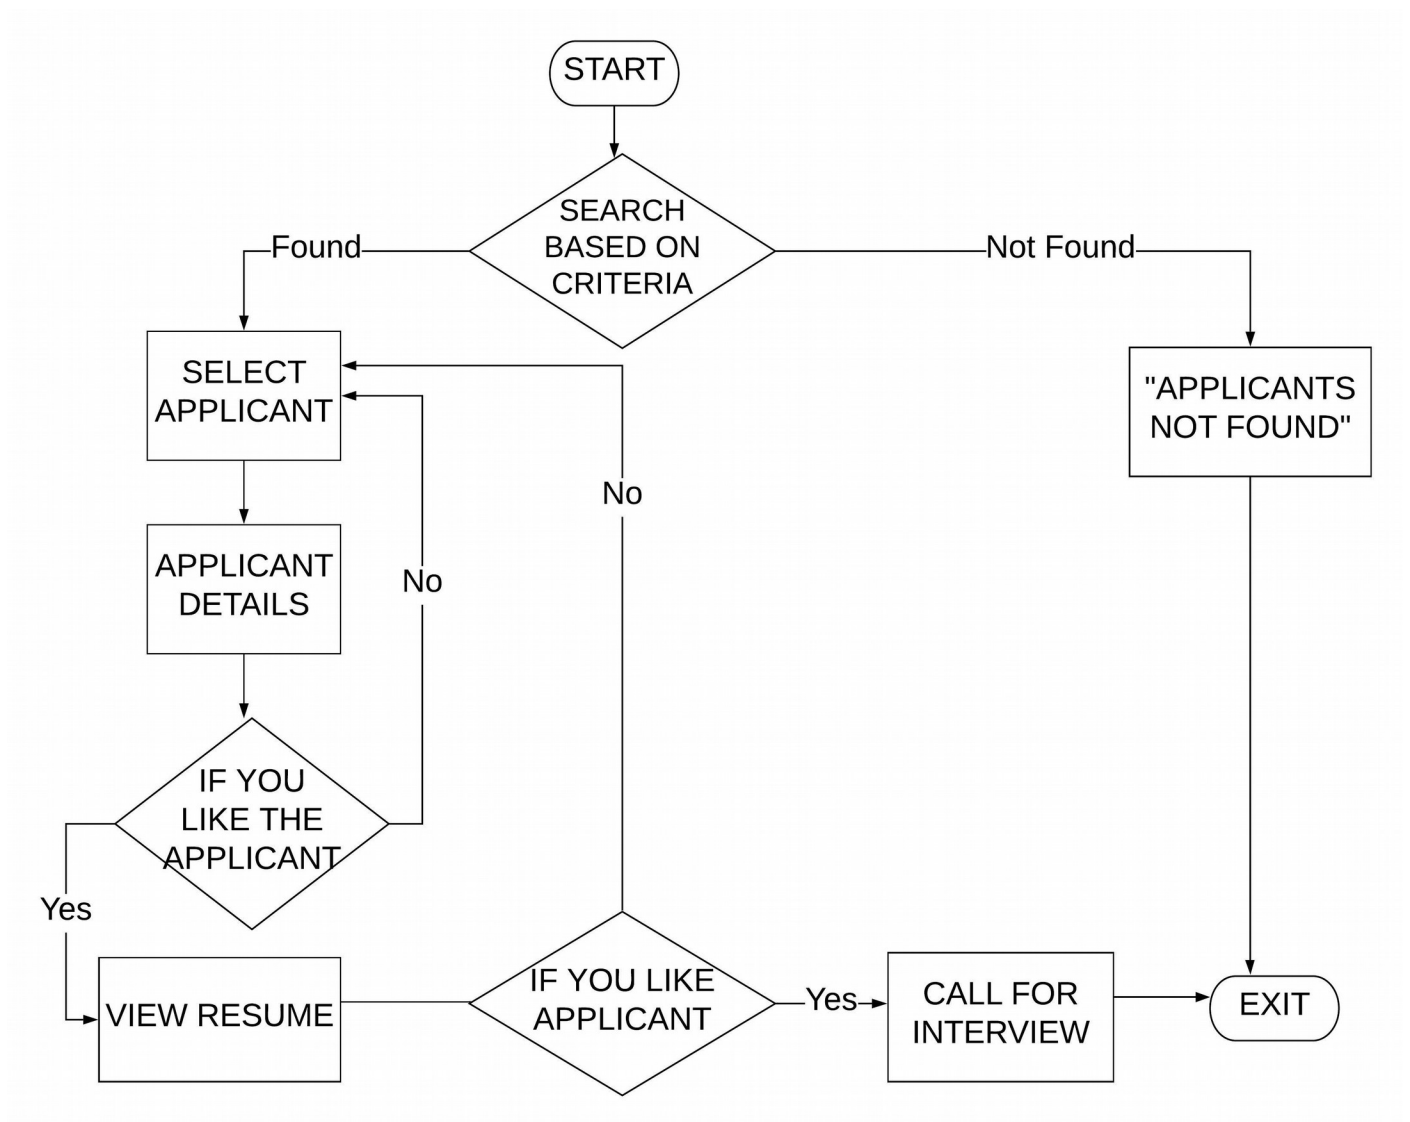 START
SEARCH
BASED ON
CRITERIA
Found
Not Found
SELECT
APPLICANT
"APPLICANTS
NOT FOUND"
No
APPLICANT
DETAILS
No
IF YOU
LIKE THE
APPLICANT
Yes
VIEW RESUME
IF YOU LIKE
APPLICANT
Yes
CALL FOR
INTERVIEW
EXIT